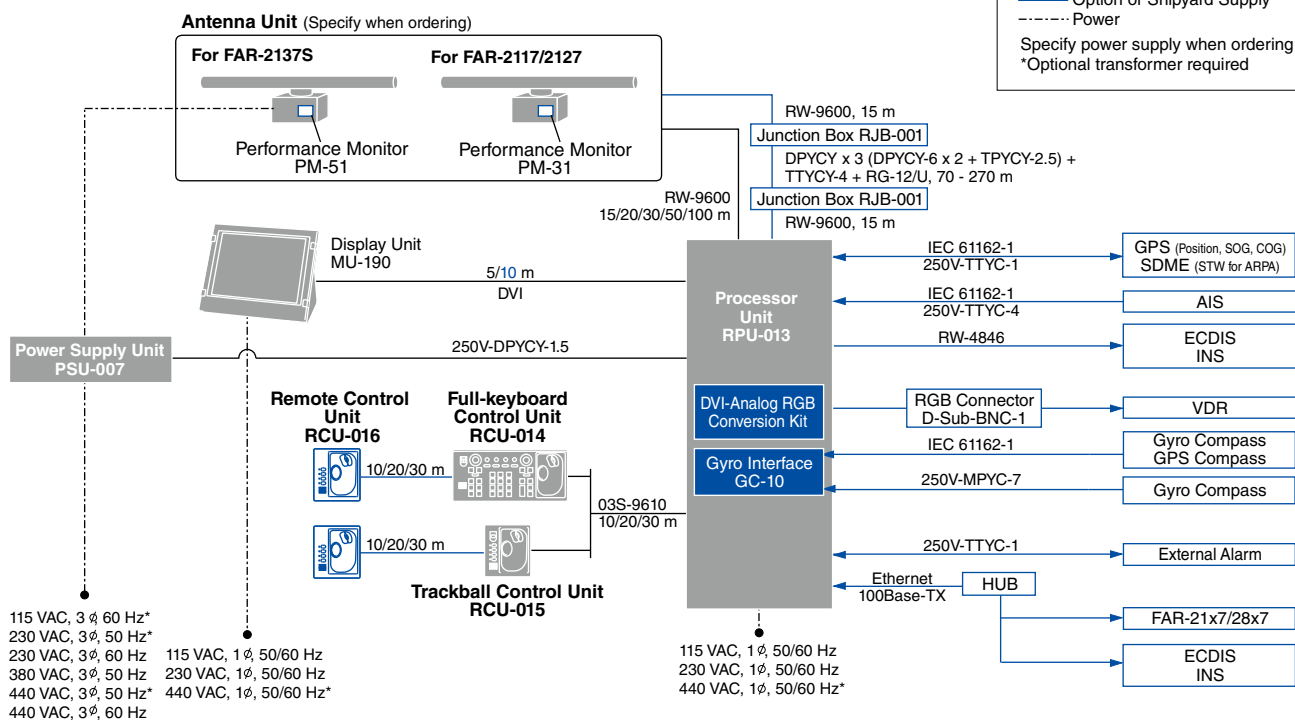 Option or Shipyard Supply
Power
Specify power supply when ordering
*Optional transformer required
Antenna Unit (Specify when ordering)
For FAR-2137S
For FAR-2117/2127
Performance Monitor
PM-51
Performance Monitor
PM-31
RW-9600, 15 m
Junction Box RJB-001
DPYCY x 3 (DPYCY-6 x 2 + TPYCY-2.5) +
TTYCY-4 + RG-12/U, 70 - 270 m
Junction Box RJB-001
RW-9600, 15 m
RW-9600
15/20/30/50/100 m
Display Unit
MU-190
5/10 m
DVI
Processor
Unit
RPU-013
IEC 61162-1
250V-TTYC-1
GPS (Position, SOG, COG)
SDME (STW for ARPA)
IEC 61162-1
250V-TTYC-4
AIS
RW-4846
ECDIS
INS
Power Supply Unit
PSU-007
250V-DPYCY-1.5
DVI-Analog RGB
Conversion Kit
RGB Connector
D-Sub-BNC-1
VDR
Remote Control
Unit
RCU-016
Full-keyboard
Control Unit
RCU-014
10/20/30 m
IEC 61162-1
Gyro Compass
GPS Compass
Gyro Interface
GC-10
250V-MPYC-7
Gyro Compass
03S-9610
10/20/30 m
10/20/30 m
Trackball Control Unit
RCU-015
250V-TTYC-1
External Alarm
Ethernet
100Base-TX
HUB
FAR-21x7/28x7
ECDIS
INS
115 VAC, 3 ϕ, 60 Hz*
230 VAC, 3ϕ, 50 Hz*
230 VAC, 3ϕ, 60 Hz
380 VAC, 3ϕ, 50 Hz
440 VAC, 3ϕ, 50 Hz*
440 VAC, 3ϕ, 60 Hz
115 VAC, 1ϕ, 50/60 Hz
230 VAC, 1ϕ, 50/60 Hz
440 VAC, 1ϕ, 50/60 Hz*
115 VAC, 1ϕ, 50/60 Hz
230 VAC, 1ϕ, 50/60 Hz
440 VAC, 1ϕ, 50/60 Hz*